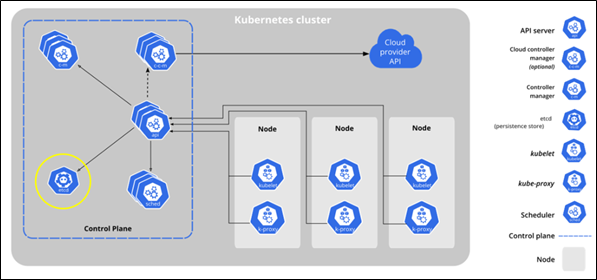 Kubernetes cluster
c-m
c-c-m
Cloud
provider
API
api
etcd
sched
Control Plane
Node
Node
Node
kubelet
kubelet
kubelet
k-proxy
k-proxy
k-proxy
API server
Cloud controller
manager
(optional)
Controller
manager
etcd
(persistence store)
kubelet
kube-proxy
Scheduler
Control plane
Node